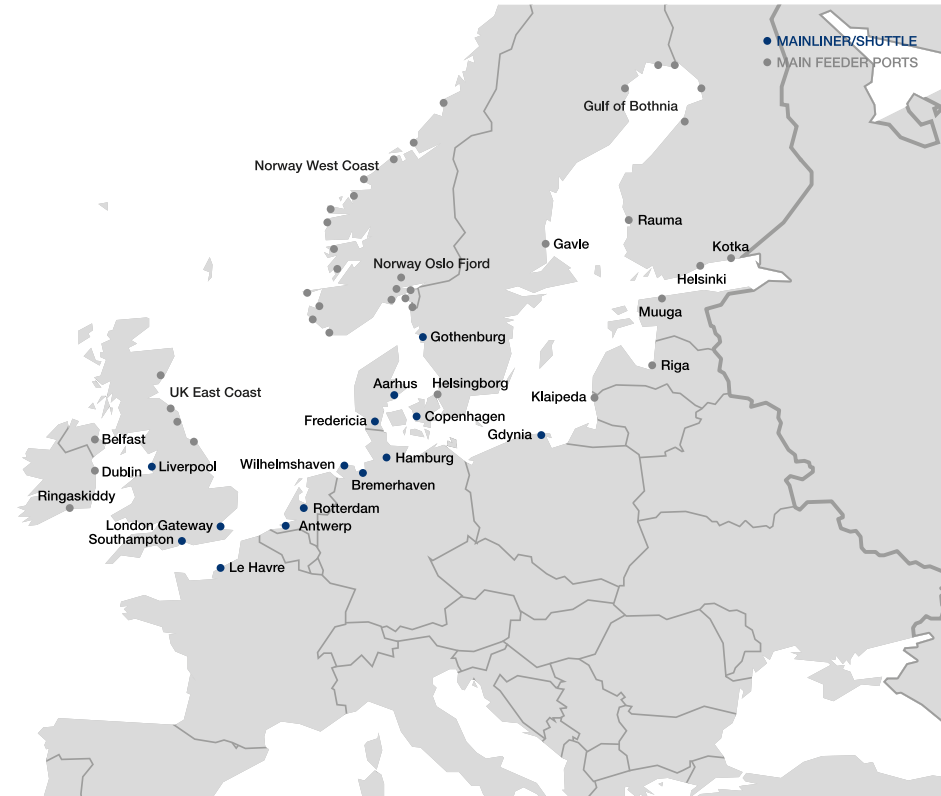 MAINLINER/SHUTTLE
MAIN FEEDER PORTS
Gulf of Bothnia
Norway West Coast
Rauma
Gavle
Kotka
Norway Oslo Fjord
Helsinki
Muuga
Gothenburg
Riga
Aarhus
Helsingborg
UK East Coast
Klaipeda
Fredericia
Copenhagen
Gdynia
Belfast
Hamburg
Wilhelmshaven
Liverpool
Dublin
Bremerhaven
Ringaskiddy
Rotterdam
London Gateway
Antwerp
Southampton
Le Havre